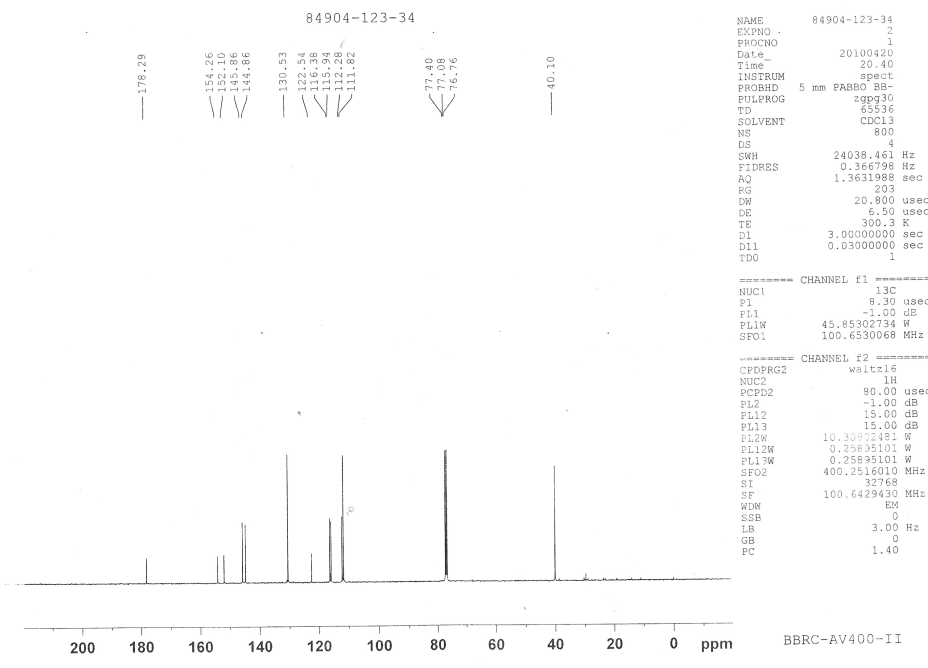 84904-123-34
178.29
154.26
152.10
145.86
144.86
130.53
122.54
116.38
115.94
112.28
111.82
77.40
77.08
76.76
40.10
NAME 84904-123-34
EXPNO 2
PROCNO 1
Date_ 20100420
Time 20.40
INSTRUM spect
PROBHD 5 mm PABBO BB-
PULPROG zgpg30
TD 65536
SOLVENT CDCl3
NS 800
DS 4
SWH 24038.461 Hz
FIDRES 0.366798 Hz
AQ 1.3631988 sec
RG 203
DW 20.800 usec
DE 6.50 usec
TE 300.3 K
D1 3.00000000 sec
D11 0.03000000 sec
TD0 1
======== CHANNEL f1 ========
NUC1 13C
P1 8.30 usec
PL1 -1.00 dB
PL1W 45.85302734 W
SFO1 100.6530068 MHz
======== CHANNEL f2 ========
CPDPRG2 waltz16
NUC2 1H
PCPD2 80.00 usec
PL2 -1.00 dB
PL12 15.00 dB
PL13 15.00 dB
PL2W 10.30902481 W
PL12W 0.25895101 W
PL13W 0.25895101 W
SFO2 400.2516010 MHz
SI 32768
SF 100.6429430 MHz
WDW EM
SSB 0
LB 3.00 Hz
GB 0
PC 1.40
200 180 160 140 120 100 80 60 40 20 0 ppm
BBRC-AV400-II